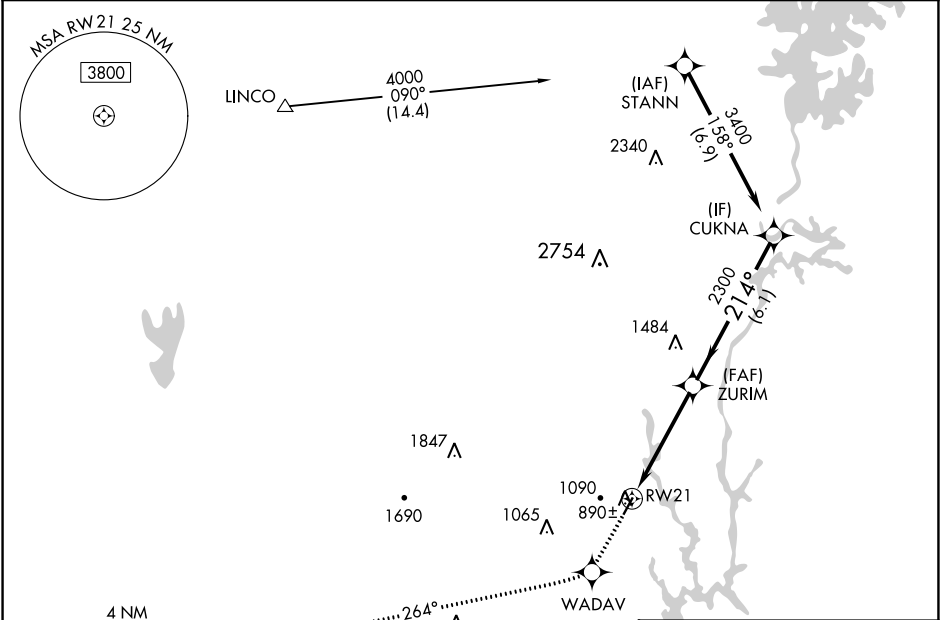 MSA RW21 25 NM
3800
LINCO
4000
090°
(14.4)
(IAF)
STANN
3400
158°
(6.9)
2340
(IF)
CUKNA
2754
2300
214°
(6.1)
1484
(FAF)
ZURIM
1847
1690
1090
RW21
890±
1065
WADAV
264°
4 NM